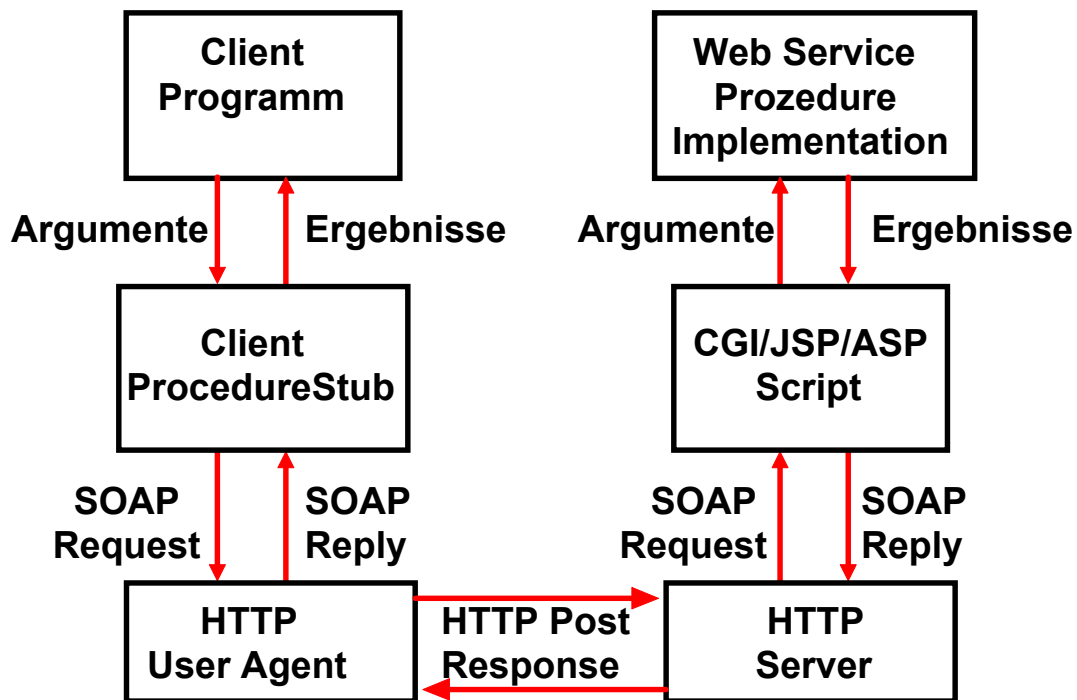 Client
Programm
Web Service
Prozedure
Implementation
Argumente
Ergebnisse
Argumente
Ergebnisse
Client
ProcedureStub
CGI/JSP/ASP
Script
SOAP
Request
SOAP
Reply
SOAP
Request
SOAP
Reply
HTTP
User Agent
HTTP Post
Response
HTTP
Server